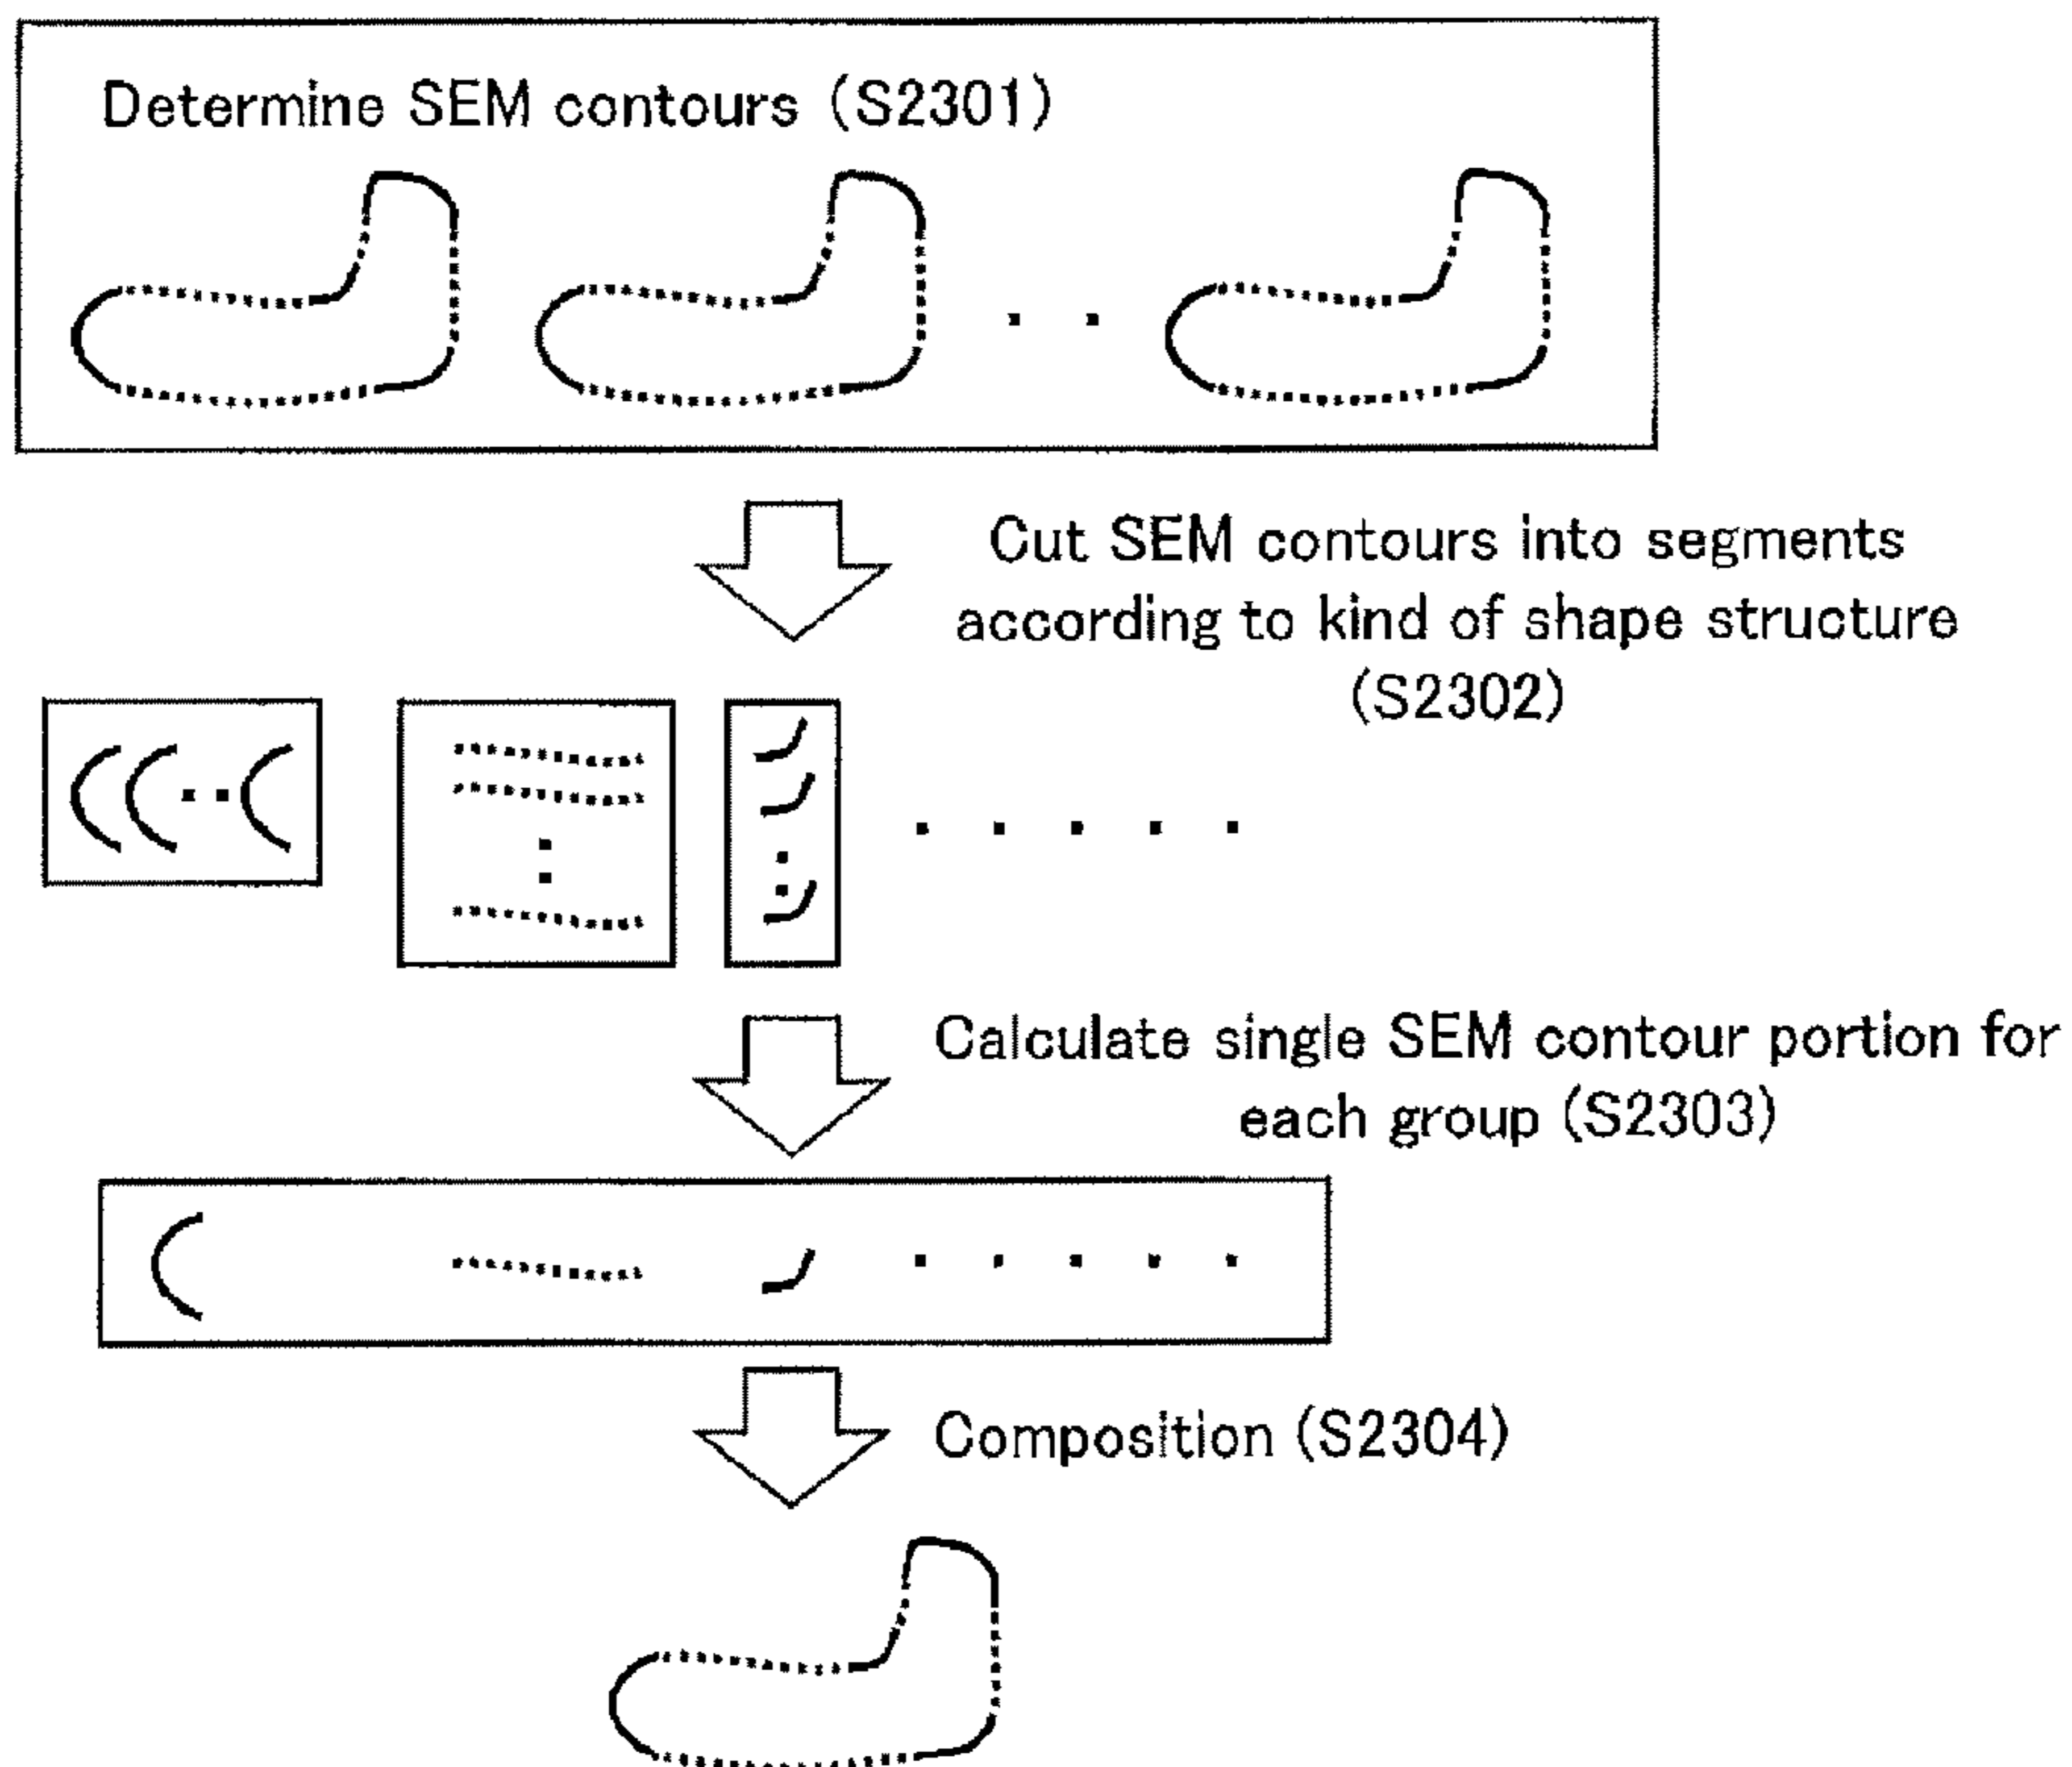 Determine SEM contours (S2301)
Cut SEM contours into segments
according to kind of shape structure
(S2302)
Calculate single SEM contour portion for
each group (S2303)
Composition (S2304)